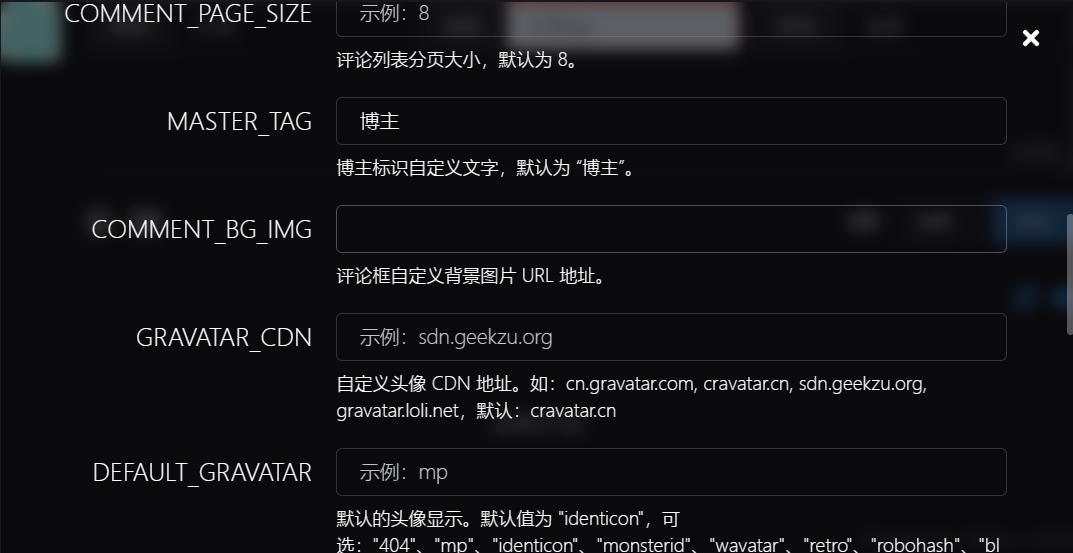 COMMENT_PAGE_SIZE
示例：8
评论列表分页大小，默认为 8。
MASTER_TAG
博主
博主标识自定义文字，默认为 “博主”。
COMMENT_BG_IMG
评论框自定义背景图片 URL 地址。
GRAVATAR_CDN
示例：sdn.geekzu.org
自定义头像 CDN 地址。如：cn.gravatar.com, cravatar.cn, sdn.geekzu.org,
gravatar.loli.net，默认：cravatar.cn
DEFAULT_GRAVATAR
示例：mp
默认的头像显示。默认值为 "identicon"，可
选："404"、"mp"、"identicon"、"monsterid"、"wavatar"、"retro"、"robohash"、"bl